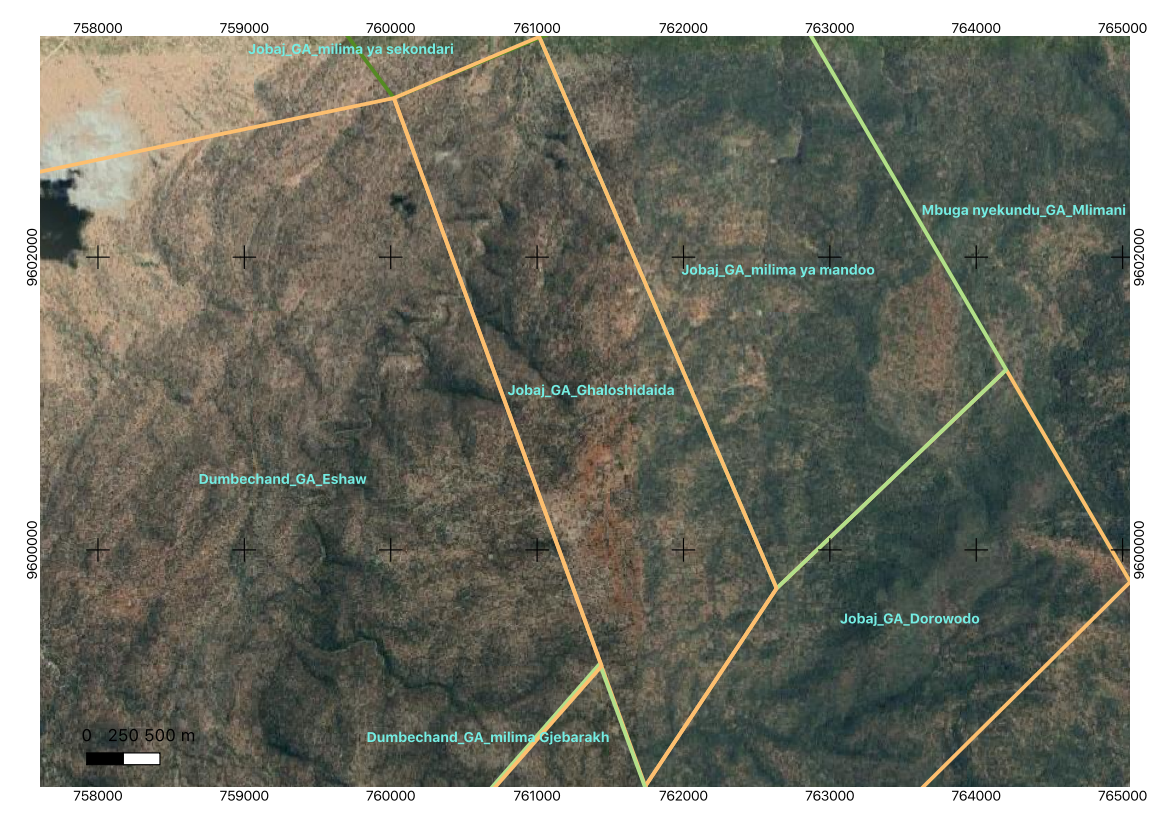 758000 759000 760000 761000 762000 763000 764000 765000
Jobaj_GA_milima ya sekondari
Mbuga nyekundu_GA_Mlimani
9602000
9602000
Jobaj_GA_milima ya mandoo
Jobaj_GA_Ghaloshidaida
Dumbechand_GA_Eshaw
9600000
9600000
Jobaj_GA_Dorowodo
Dumbechand_GA_milima Gjebarakh
0 250 500 m
758000 759000 760000 761000 762000 763000 764000 765000